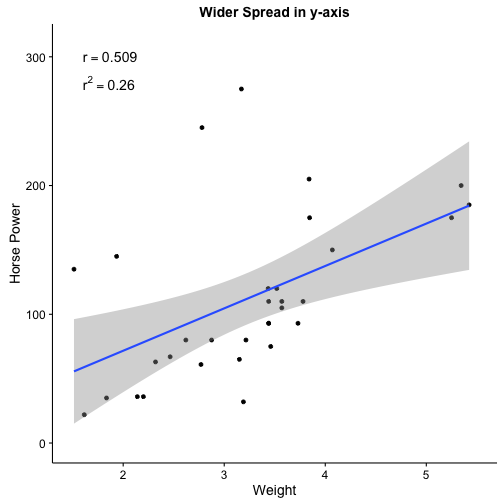 Wider Spread in y-axis
r = 0.509
r² = 0.26
300
200
100
0
Horse Power
2 3 4 5
Weight